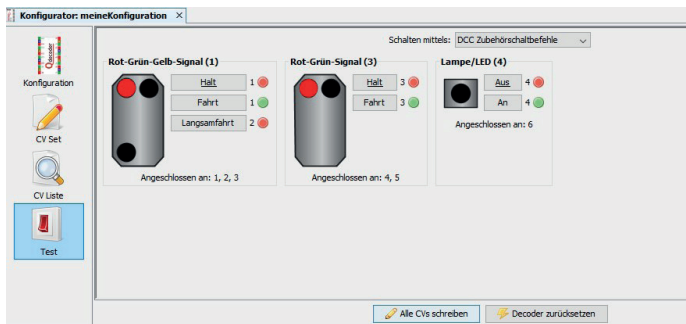 Konfigurator: meineKonfiguration ×
Qdecoder
Konfiguration
CV Set
CV Liste
Test
Schalten mittels: DCC Zubehörschaltbefehle
Rot-Grün-Gelb-Signal (1)
Halt 1
Fahrt 1
Langsamfahrt 2
Angeschlossen an: 1, 2, 3
Rot-Grün-Signal (3)
Halt 3
Fahrt 3
Angeschlossen an: 4, 5
Lampe/LED (4)
Aus 4
An 4
Angeschlossen an: 6
Alle CVs schreiben
Decoder zurücksetzen